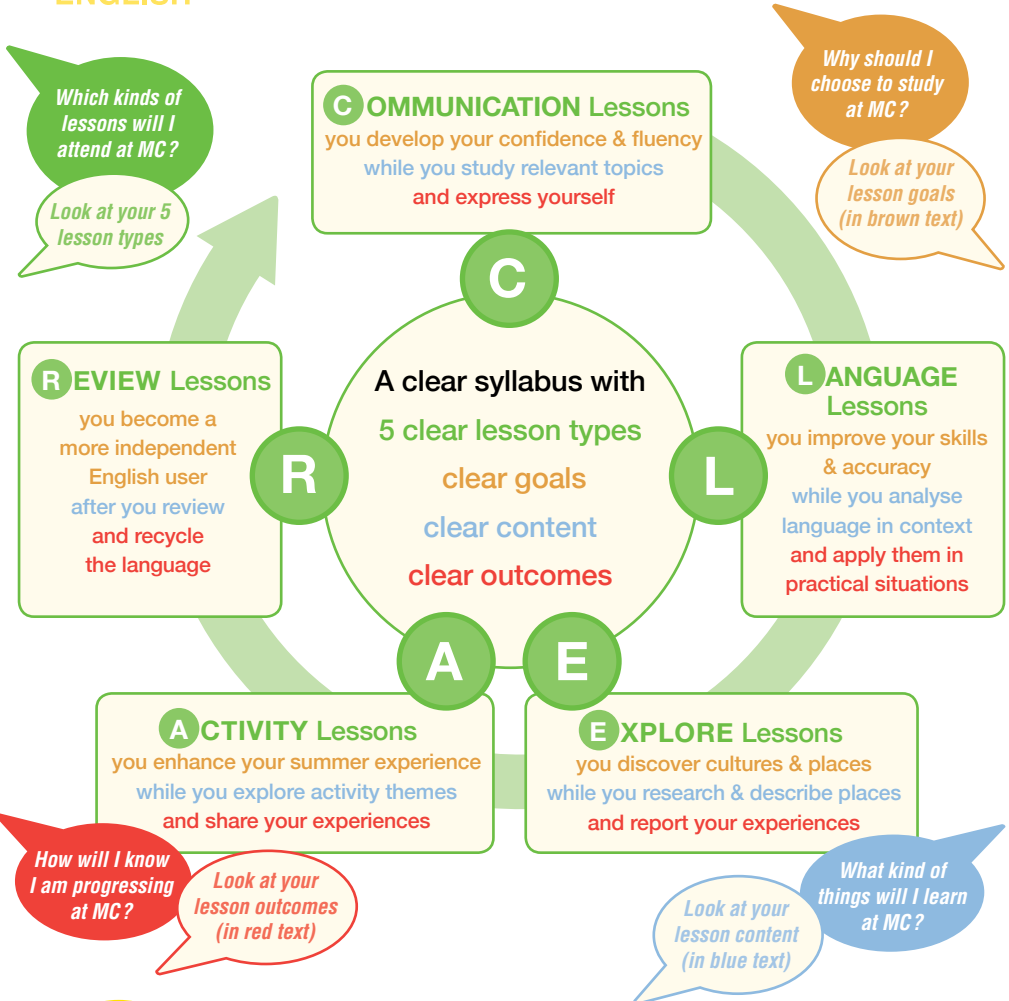 ENGLISH
Which kinds of
lessons will I
attend at MC?
Look at your 5
lesson types
Why should I
choose to study
at MC?
Look at your
lesson goals
(in brown text)
COMMUNICATION Lessons
you develop your confidence & fluency
while you study relevant topics
and express yourself
C
REVIEW Lessons
you become a
more independent
English user
after you review
and recycle
the language
R
A clear syllabus with
5 clear lesson types
clear goals
clear content
clear outcomes
L
LANGUAGE
Lessons
you improve your skills
& accuracy
while you analyse
language in context
and apply them in
practical situations
A
E
ACTIVITY Lessons
you enhance your summer experience
while you explore activity themes
and share your experiences
EXPLORE Lessons
you discover cultures & places
while you research & describe places
and report your experiences
How will I know
I am progressing
at MC?
Look at your
lesson outcomes
(in red text)
What kind of
things will I learn
at MC?
Look at your
lesson content
(in blue text)